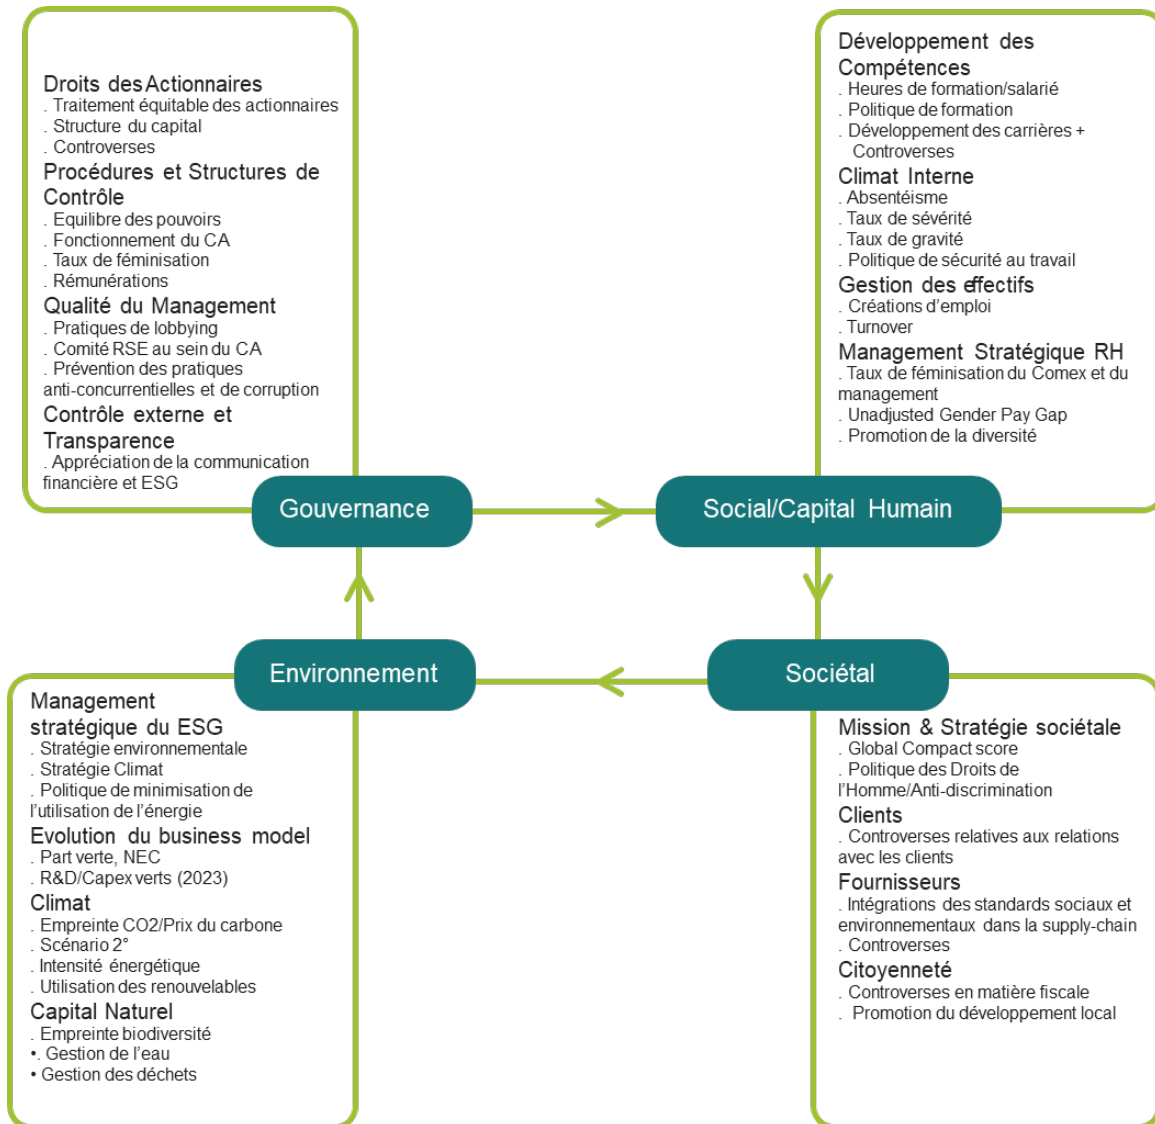 Droits des Actionnaires
. Traitement équitable des actionnaires
. Structure du capital
. Controverses
Procédures et Structures de
Contrôle
. Equilibre des pouvoirs
. Fonctionnement du CA
. Taux de féminisation
. Rémunérations
Qualité du Management
. Pratiques de lobbying
. Comité RSE au sein du CA
. Prévention des pratiques
anti-concurrentielles et de corruption
Contrôle externe et
Transparence
. Appréciation de la communication
financière et ESG
Gouvernance
Développement des
Compétences
. Heures de formation/salarié
. Politique de formation
. Développement des carrières +
Controverses
Climat Interne
. Absentéisme
. Taux de sévérité
. Taux de gravité
. Politique de sécurité au travail
Gestion des effectifs
. Créations d'emploi
. Turnover
Management Stratégique RH
. Taux de féminisation du Comex et du
management
. Unadjusted Gender Pay Gap
. Promotion de la diversité
Social/Capital Humain
Environnement
Management
stratégique du ESG
. Stratégie environnementale
. Stratégie Climat
. Politique de minimisation de
l'utilisation de l'énergie
Evolution du business model
. Part verte, NEC
. R&D/Capex verts (2023)
Climat
. Empreinte CO2/Prix du carbone
. Scénario 2°
. Intensité énergétique
. Utilisation des renouvelables
Capital Naturel
. Empreinte biodiversité
•. Gestion de l'eau
• Gestion des déchets
Sociétal
Mission & Stratégie sociétale
. Global Compact score
. Politique des Droits de
l'Homme/Anti-discrimination
Clients
. Controverses relatives aux relations
avec les clients
Fournisseurs
. Intégrations des standards sociaux et
environnementaux dans la supply-chain
. Controverses
Citoyenneté
. Controverses en matière fiscale
. Promotion du développement local